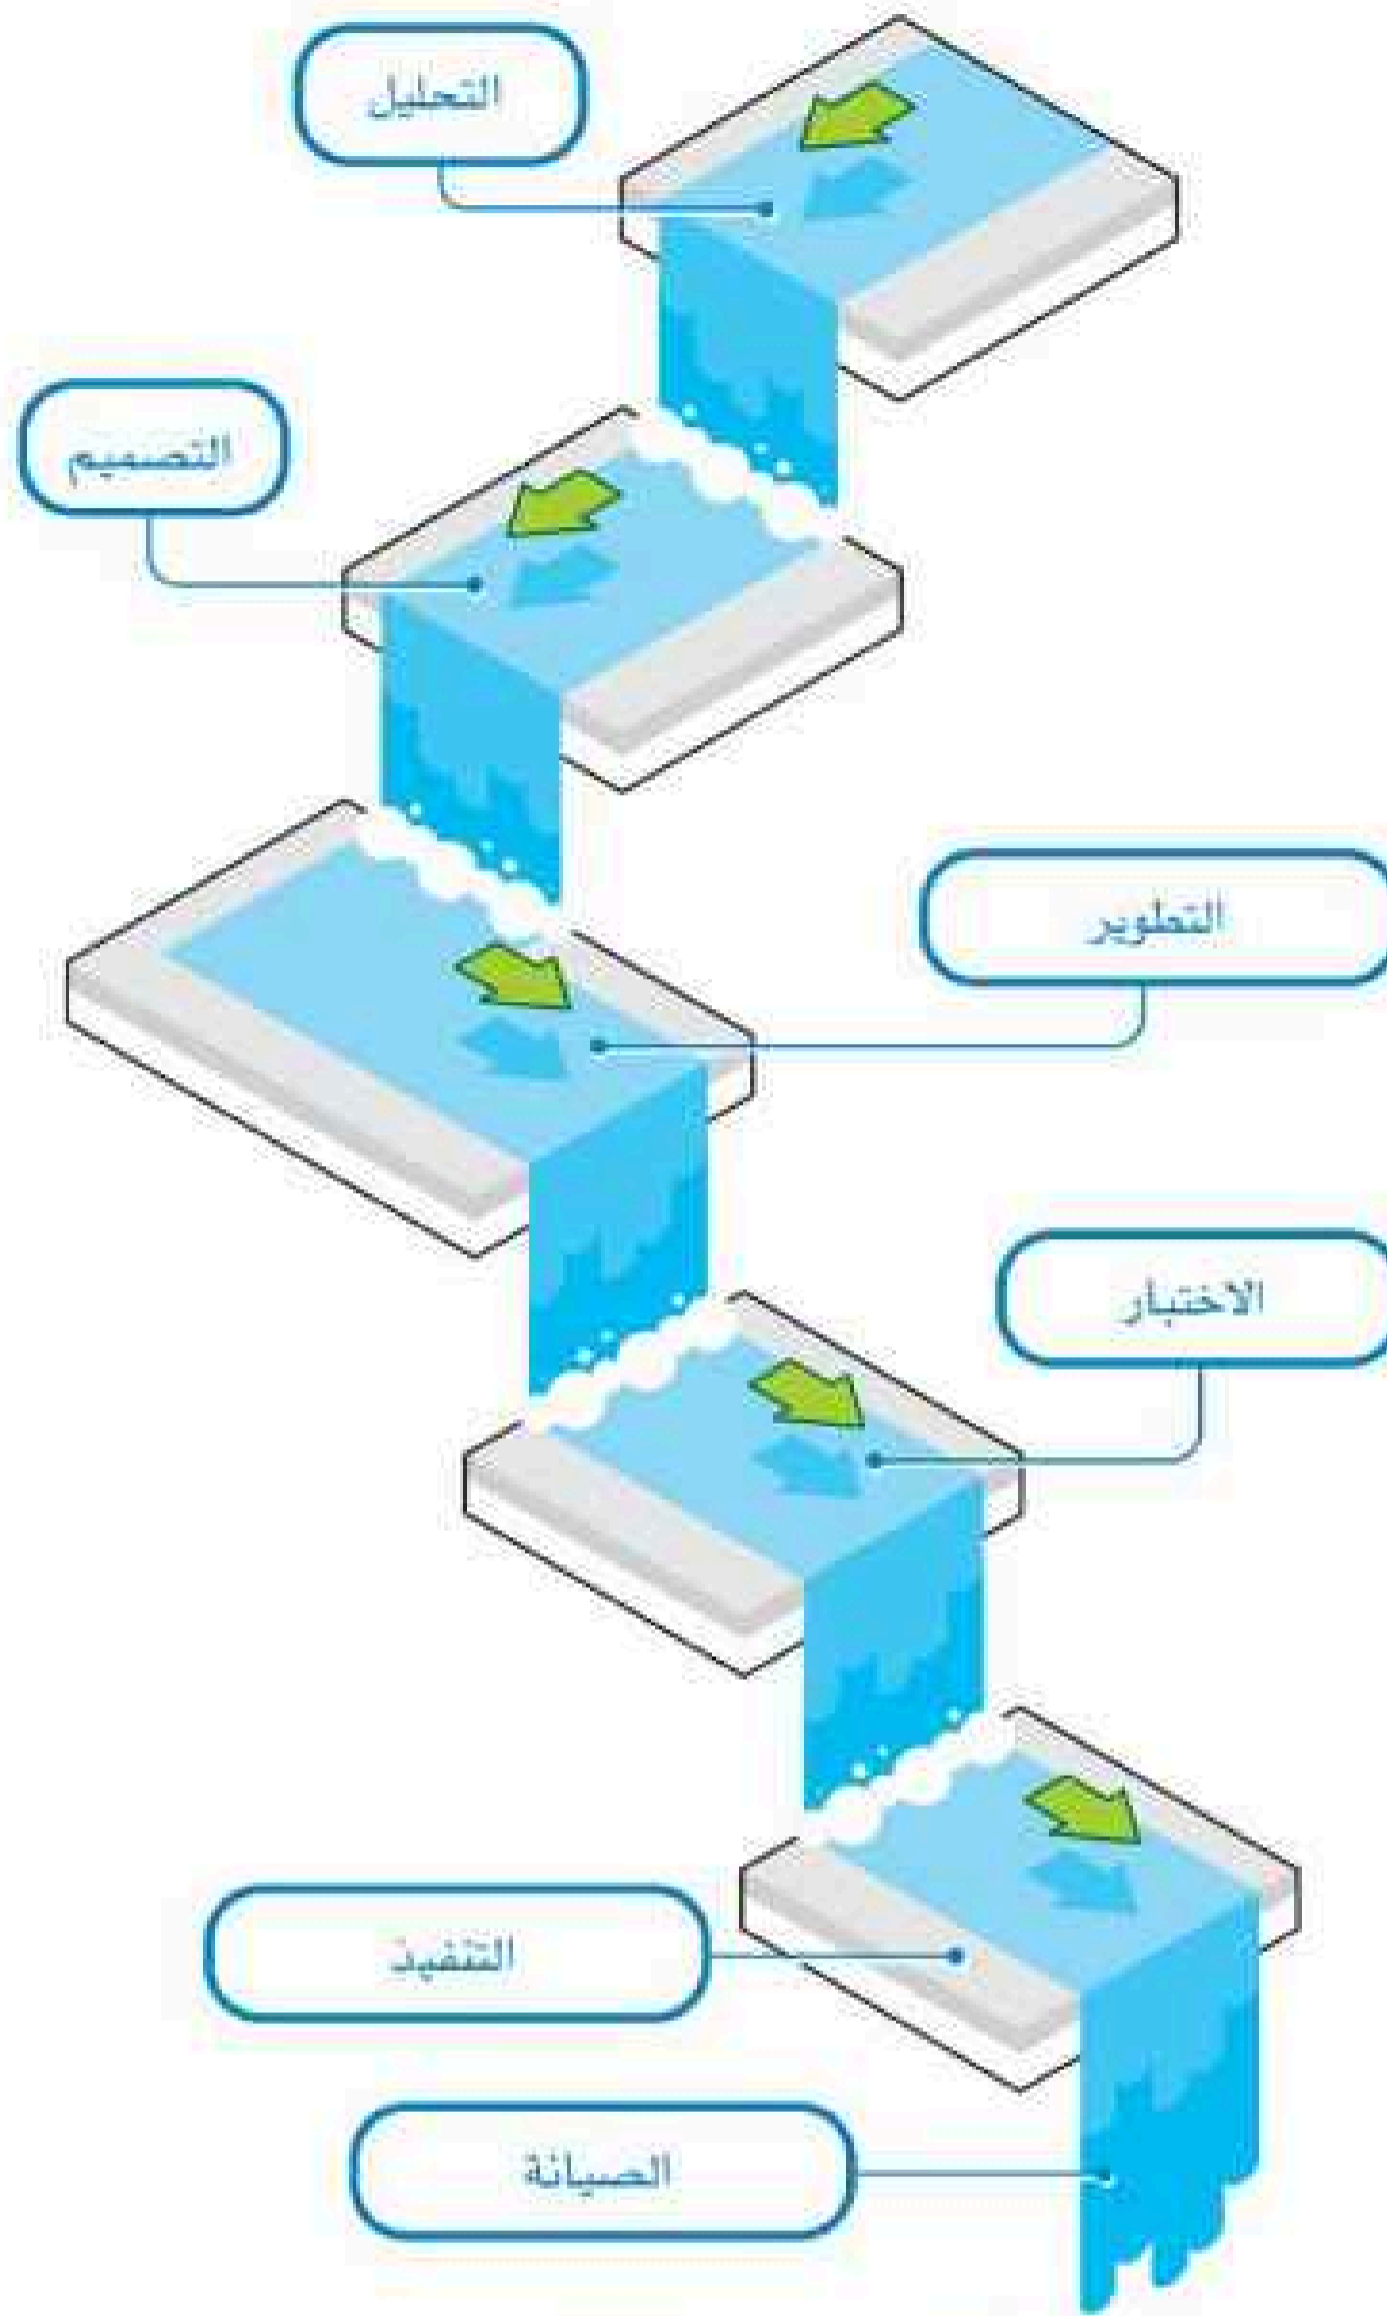 التحليل
التصميم
التطوير
الاختبار
التنفيذ
الصيانة